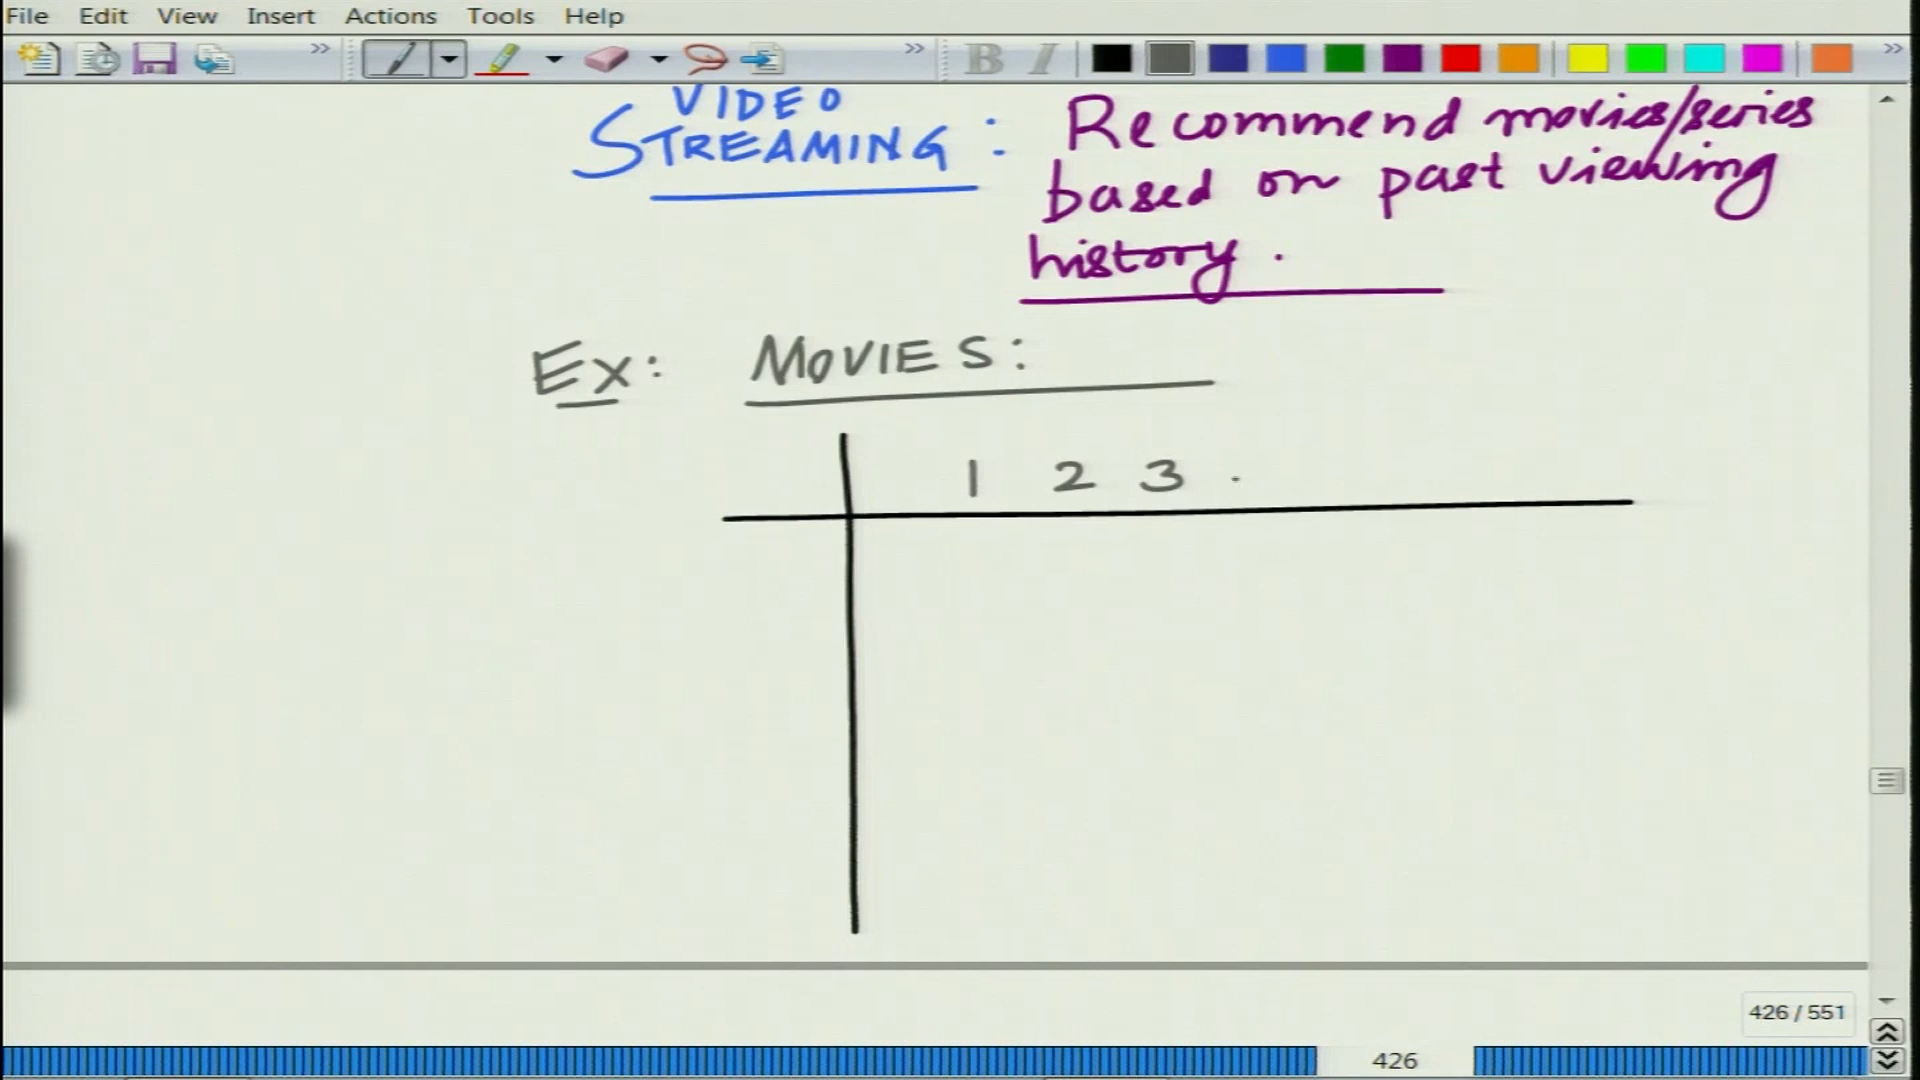 File Edit View Insert Actions Tools Help
B I
VIDEO
STREAMING : Recommend movies/series
based on past viewing
history .
Ex: MOVIES:
1 2 3 .
426 / 551
426